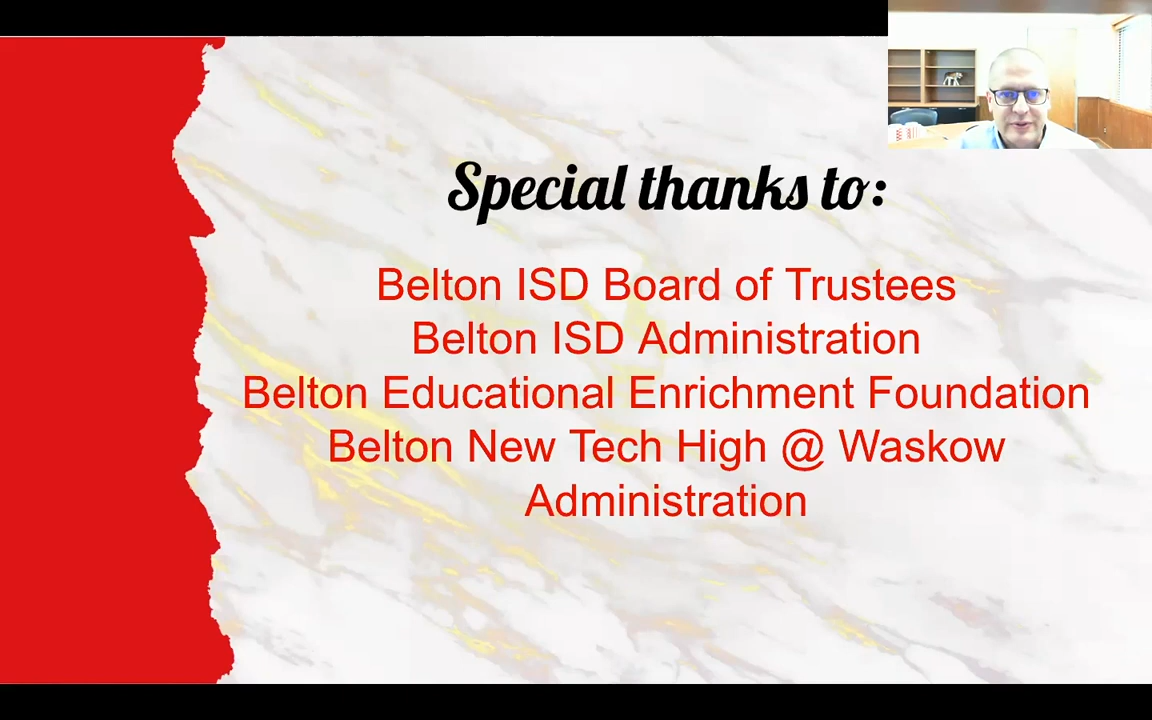 Special thanks to:
Belton ISD Board of Trustees
Belton ISD Administration
Belton Educational Enrichment Foundation
Belton New Tech High @ Waskow
Administration